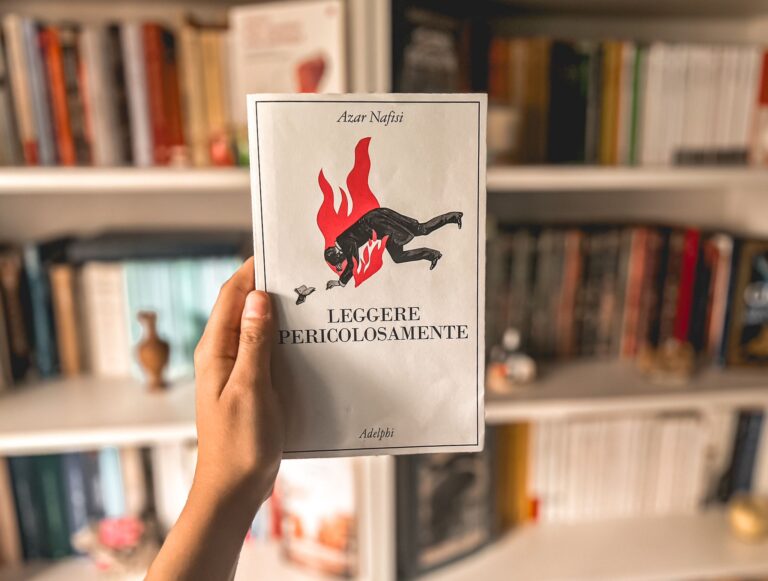 Azar Nafisi
LEGGERE
PERICOLOSAMENTE
Adelphi